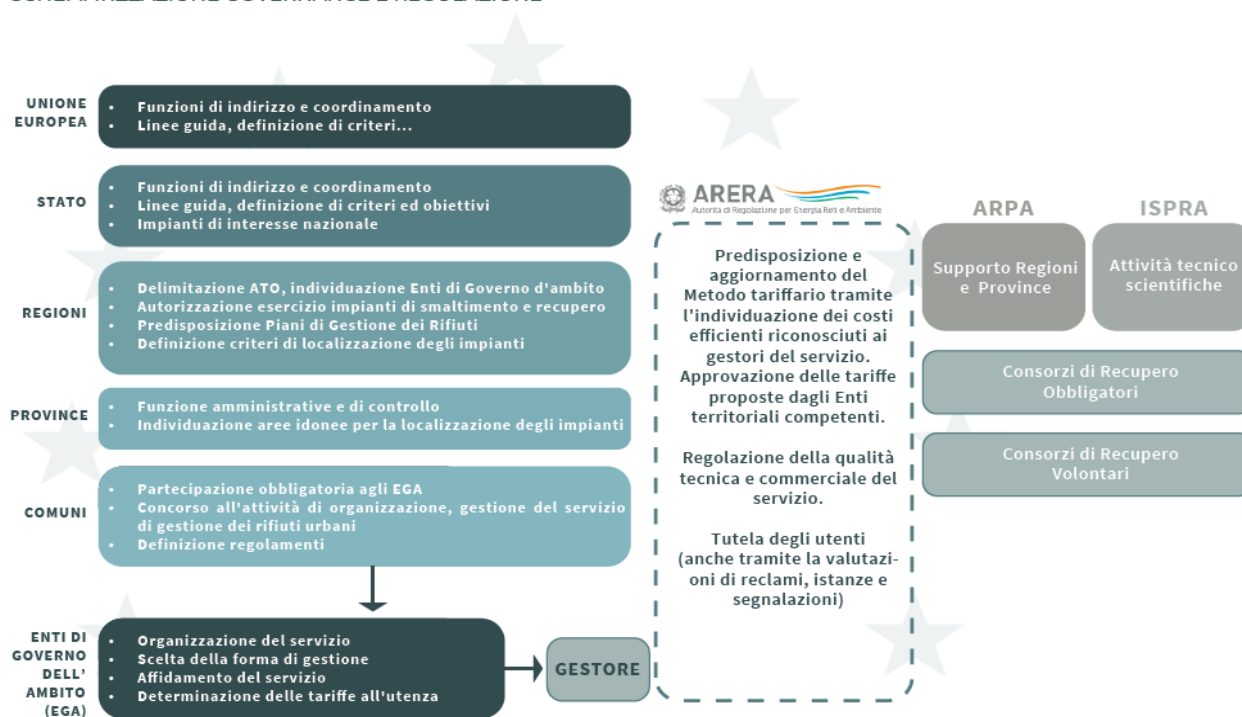 SCHEMATIZZAZIONE GOVERNANCE E REGOLAZIONE
UNIONE
EUROPEA
• Funzioni di indirizzo e coordinamento
• Linee guida, definizione di criteri...
STATO
• Funzioni di indirizzo e coordinamento
• Linee guida, definizione di criteri ed obiettivi
• Impianti di interesse nazionale
REGIONI
• Delimitazione ATO, individuazione Enti di Governo d'ambito
• Autorizzazione esercizio impianti di smaltimento e recupero
• Predisposizione Piani di Gestione dei Rifiuti
• Definizione criteri di localizzazione degli impianti
PROVINCE
• Funzione amministrative e di controllo
• Individuazione aree idonee per la localizzazione degli impianti
COMUNI
• Partecipazione obbligatoria agli EGA
• Concorso all'attività di organizzazione, gestione del servizio
di gestione dei rifiuti urbani
• Definizione regolamenti
ENTI DI
GOVERNO
DELL'
AMBITO
(EGA)
• Organizzazione del servizio
• Scelta della forma di gestione
• Affidamento del servizio
• Determinazione delle tariffe all'utenza
GESTORE
ARERA
Autorità di Regolazione per Energia Reti e Ambiente
Predisposizione e
aggiornamento del
Metodo tariffario tramite
l'individuazione dei costi
efficienti riconosciuti ai
gestori del servizio.
Approvazione delle tariffe
proposte dagli Enti
territoriali competenti.
Regolazione della qualità
tecnica e commerciale del
servizio.
Tutela degli utenti
(anche tramite la valutazi-
oni di reclami, istanze e
segnalazioni)
ARPA
Supporto Regioni
e Province
ISPRA
Attività tecnico
scientifiche
Consorzi di Recupero
Obbligatori
Consorzi di Recupero
Volontari